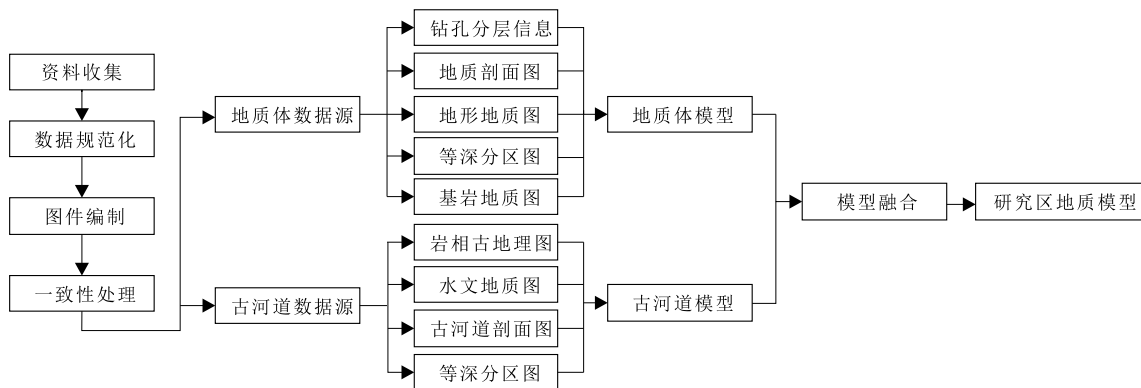 资料收集
数据规范化
图件编制
一致性处理
地质体数据源
古河道数据源
钻孔分层信息
地质剖面图
地形地质图
等深分区图
基岩地质图
岩相古地理图
水文地质图
古河道剖面图
等深分区图
地质体模型
古河道模型
模型融合
研究区地质模型